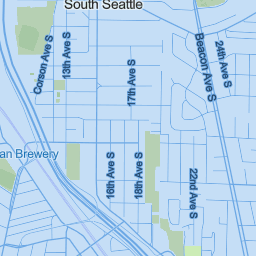 South Seattle
Corson Ave S
13th Ave S
17th Ave S
Beacon Ave S
24th Ave S
an Brewery
16th Ave S
18th Ave S
22nd Ave S